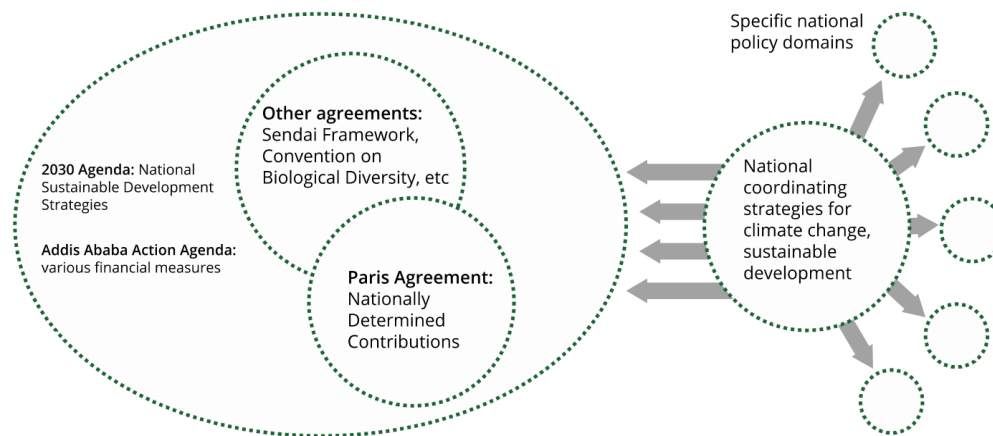 Specific national
policy domains
Other agreements:
Sendai Framework,
Convention on
Biological Diversity, etc
2030 Agenda: National
Sustainable Development
Strategies
Addis Ababa Action Agenda:
various financial measures
Paris Agreement:
Nationally
Determined
Contributions
National
coordinating
strategies for
climate change,
sustainable
development